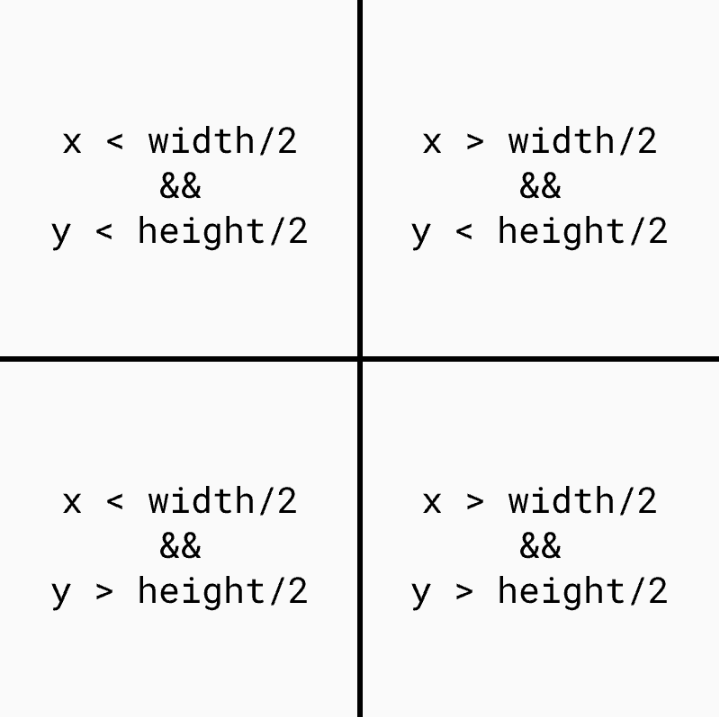 x < width/2
&&
y < height/2
x > width/2
&&
y < height/2
x < width/2
&&
y > height/2
x > width/2
&&
y > height/2